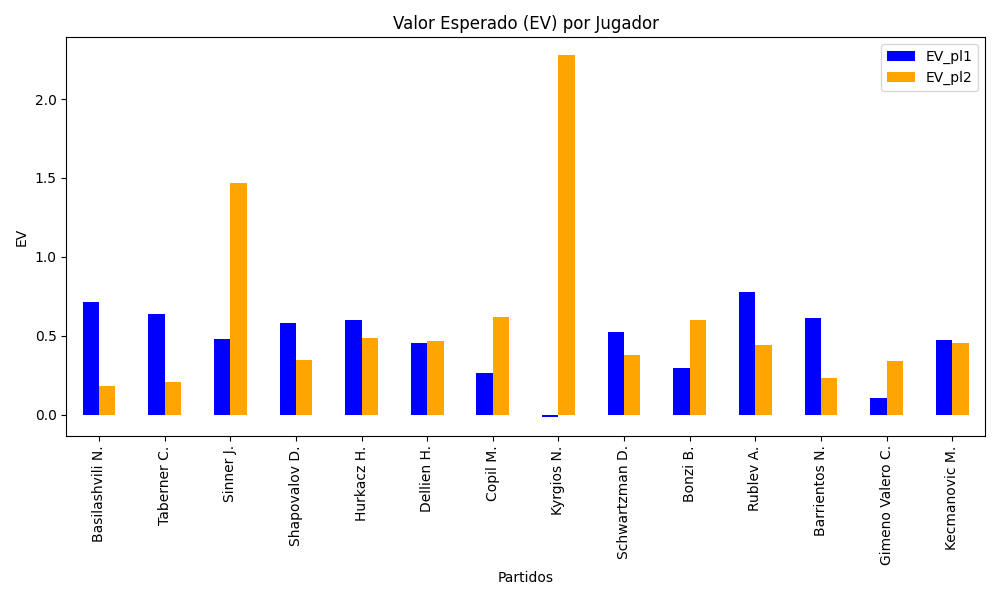 Valor Esperado (EV) por Jugador
EV_pl1
EV_pl2
EV
2.0
1.5
1.0
0.5
0.0
Basilashvili N.
Taberner C.
Sinner J.
Shapovalov D.
Hurkacz H.
Dellien H.
Copil M.
Kyrgios N.
Schwartzman D.
Bonzi B.
Rublev A.
Barrientos N.
Gimeno Valero C.
Kecmanovic M.
Partidos